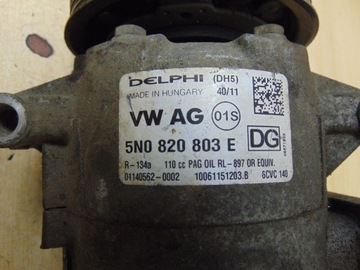 DELPHI (DH5)
MADE IN HUNGARY 40/11
VW AG 01S
5N0 820 803 E DG
R-134a 110 cc PAG OIL RL-897 OR EQUIV.
01140562-0002 10061151203.B 6CVC 140